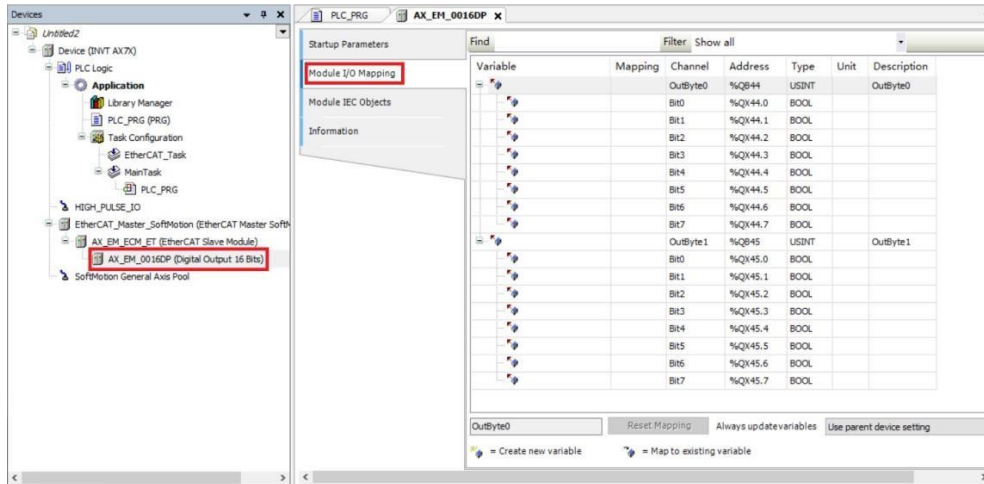 Devices
Untitled2
Device (INVT AX7X)
PLC Logic
Application
Library Manager
PLC_PRG (PRG)
Task Configuration
EtherCAT_Task
MainTask
PLC_PRG
HIGH_PULSE_IO
EtherCAT_Master_SoftMotion (EtherCAT Master SoftM
AX_EM_ECM_ET (EtherCAT Slave Module)
AX_EM_0016DP (Digital Output 16 Bits)
SoftMotion General Axis Pool
PLC_PRG AX_EM_0016DP
Startup Parameters
Module I/O Mapping
Module IEC Objects
Information
Find Filter Show all
Variable Mapping Channel Address Type Unit Description
OutByte0 %QB44 USINT OutByte0
Bit0 %QX44.0 BOOL
Bit1 %QX44.1 BOOL
Bit2 %QX44.2 BOOL
Bit3 %QX44.3 BOOL
Bit4 %QX44.4 BOOL
Bit5 %QX44.5 BOOL
Bit6 %QX44.6 BOOL
Bit7 %QX44.7 BOOL
OutByte1 %QB45 USINT OutByte1
Bit0 %QX45.0 BOOL
Bit1 %QX45.1 BOOL
Bit2 %QX45.2 BOOL
Bit3 %QX45.3 BOOL
Bit4 %QX45.4 BOOL
Bit5 %QX45.5 BOOL
Bit6 %QX45.6 BOOL
Bit7 %QX45.7 BOOL
OutByte0 Reset Mapping Always update variables Use parent device setting
= Create new variable = Map to existing variable